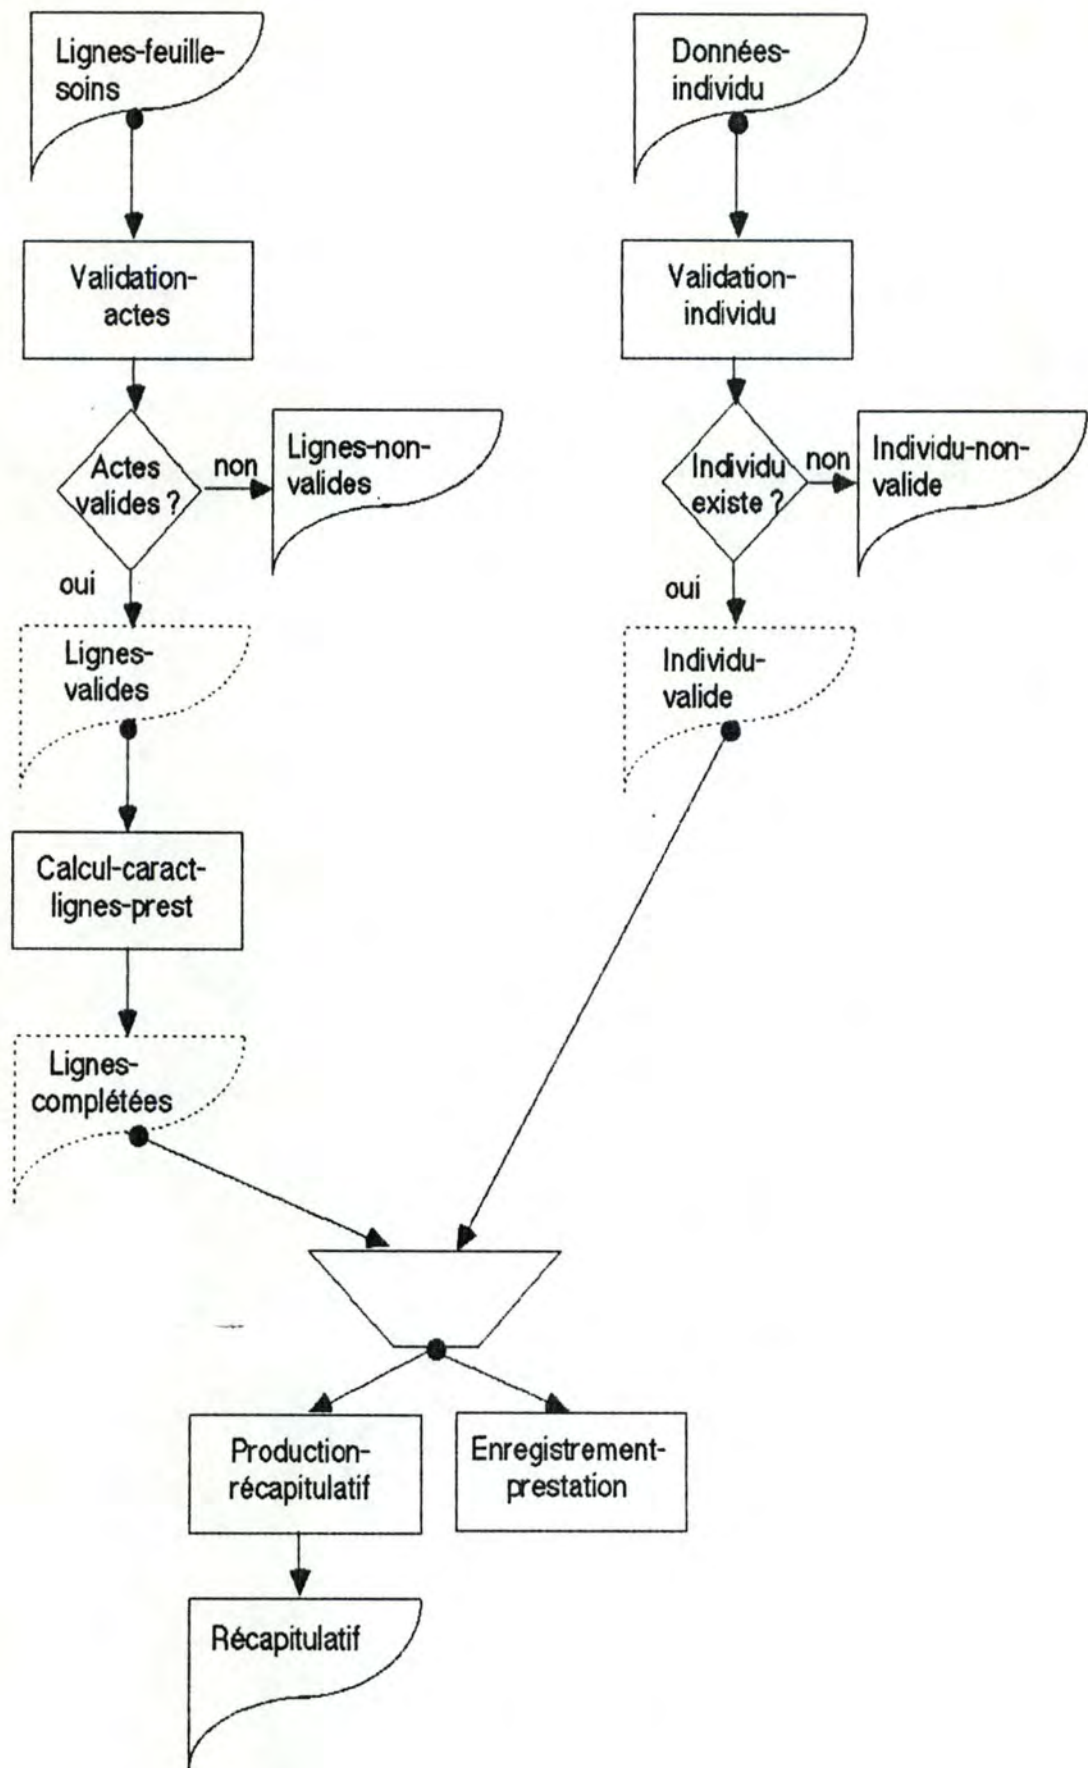 Lignes-feuille-
soins
Données-
individu
Validation-
actes
Validation-
individu
Actes
valides ?
non
Lignes-non-
valides
Individu
existe ?
non
Individu-non-
valide
oui
oui
Lignes-
valides
Individu-
valide
Calcul-caract-
lignes-prest
Lignes-
complétées
Production-
récapitulatif
Enregistrement-
prestation
Récapitulatif